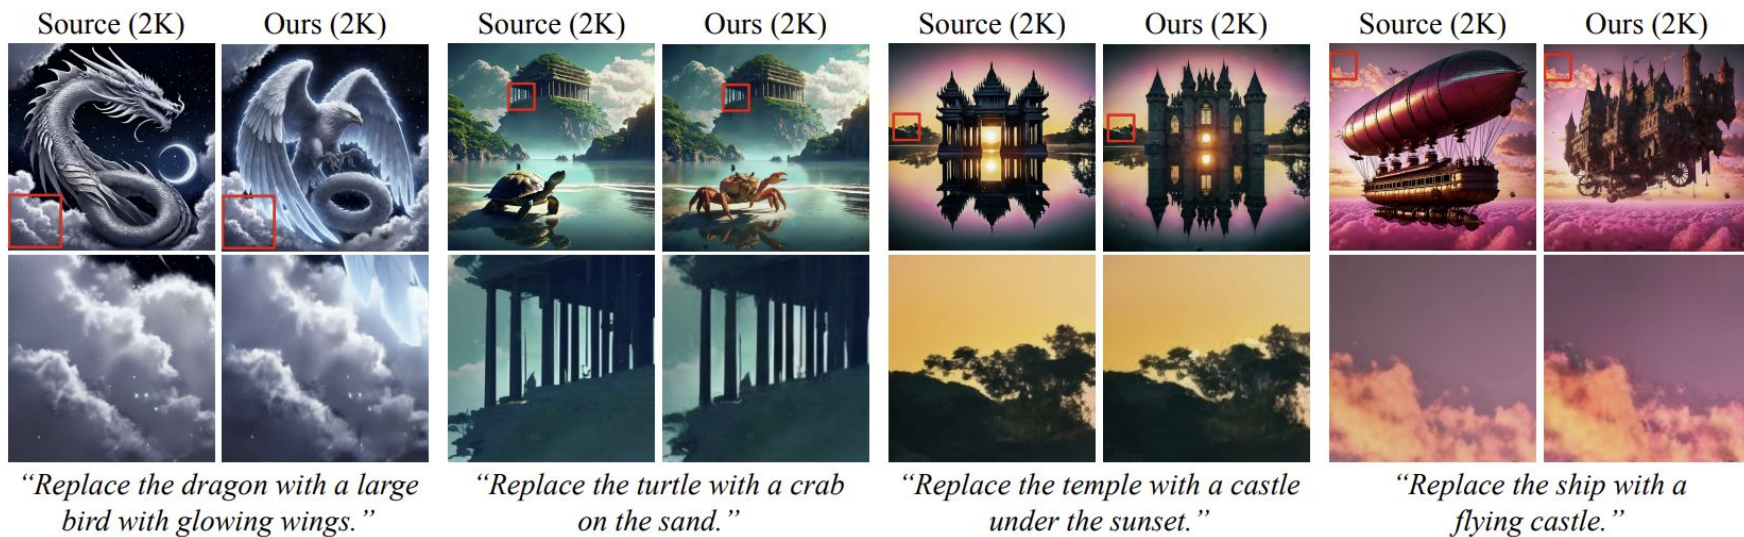 Source (2K)
Ours (2K)
Source (2K)
Ours (2K)
Source (2K)
Ours (2K)
Source (2K)
Ours (2K)
“Replace the dragon with a large
bird with glowing wings.”
“Replace the turtle with a crab
on the sand.”
“Replace the temple with a castle
under the sunset.”
“Replace the ship with a
flying castle.”